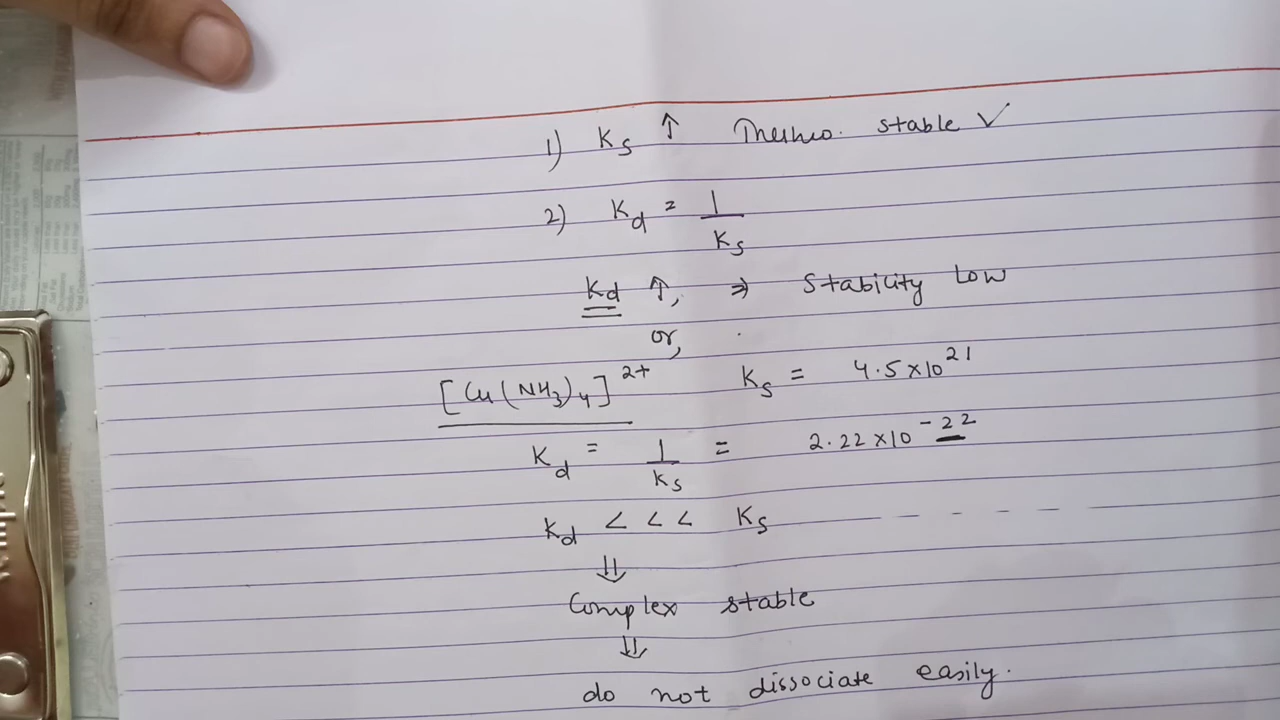 1) Ks ↑ Thermo. stable ✓
2) Kd = 1/Ks
Kd ↑, ⇒ Stability Low
or,
[Cu(NH3)4]2+ Ks = 4.5×10^21
Kd = 1/Ks = 2.22×10^-22
Kd < < < Ks
⇓
Complex stable
⇓
do not dissociate easily.